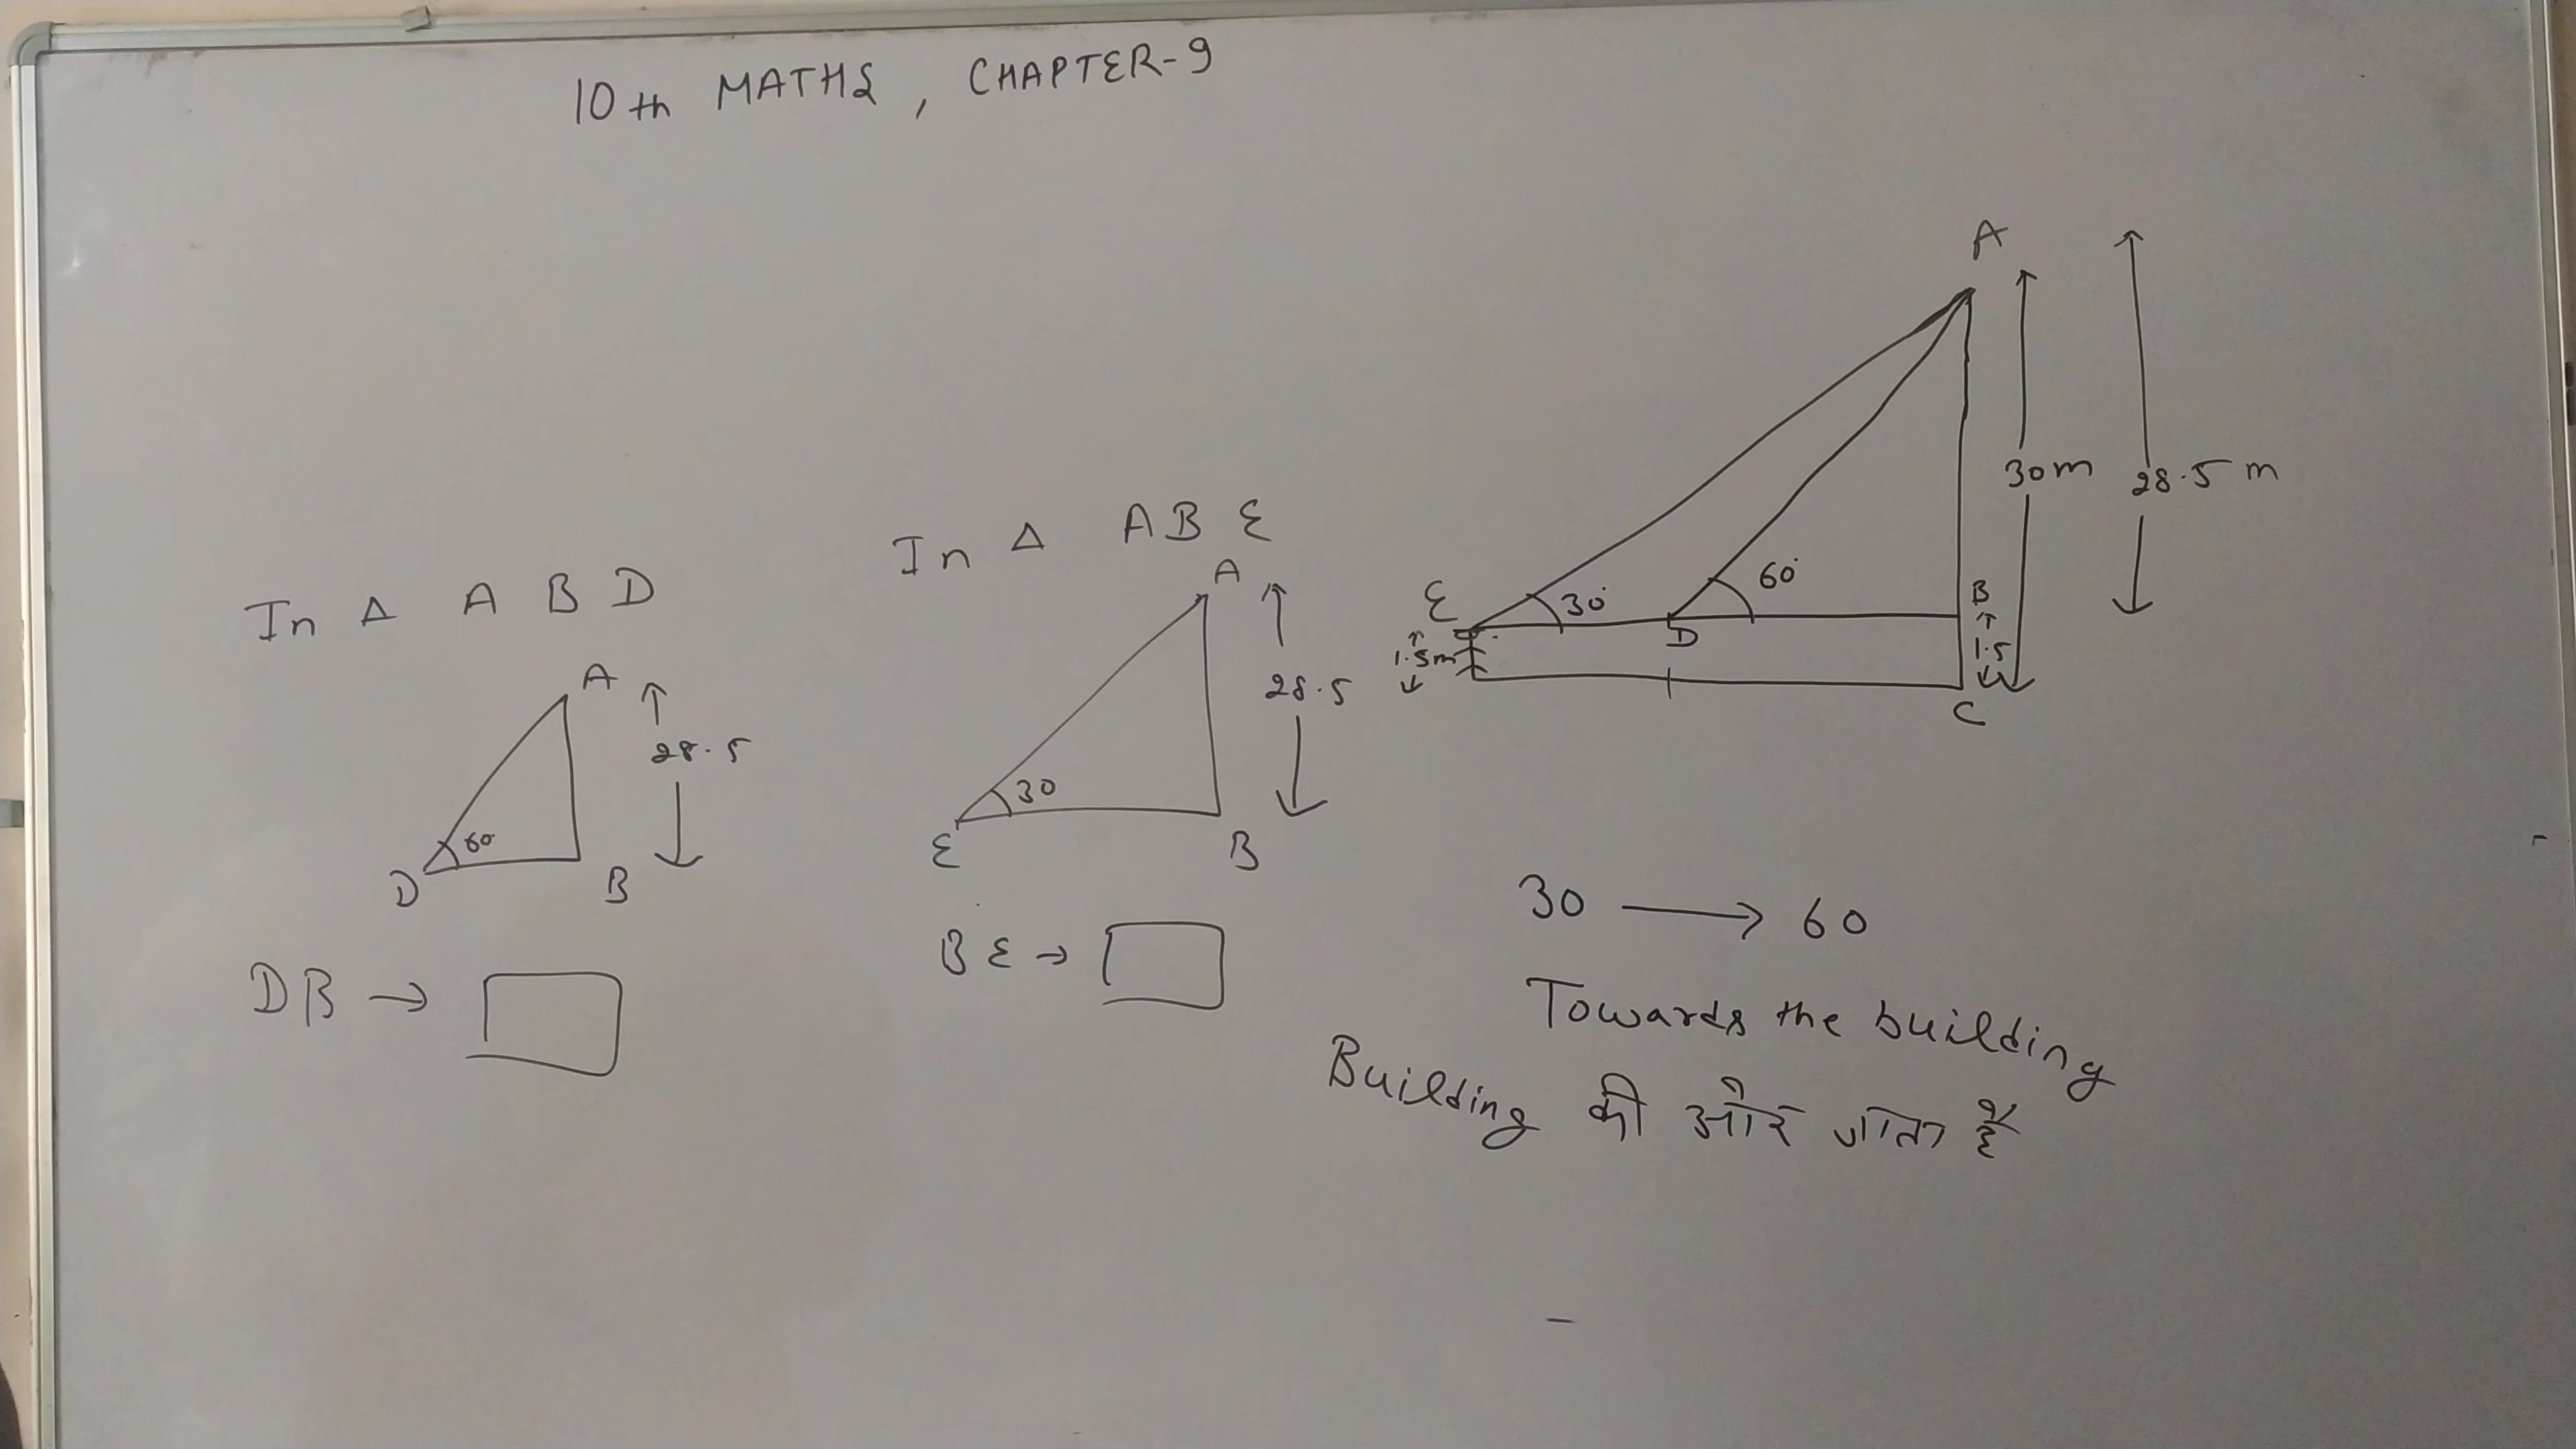 10th MATHS, CHAPTER-9
In Δ ABD
A
28.5
60°
D
B
DB →
In Δ ABE
A
28.5
30
E
B
BE →
A
30m
28.5 m
E
30°
60°
B
D
1.5m
1.5
C
30 → 60
Towards the building
Building की और जाता है